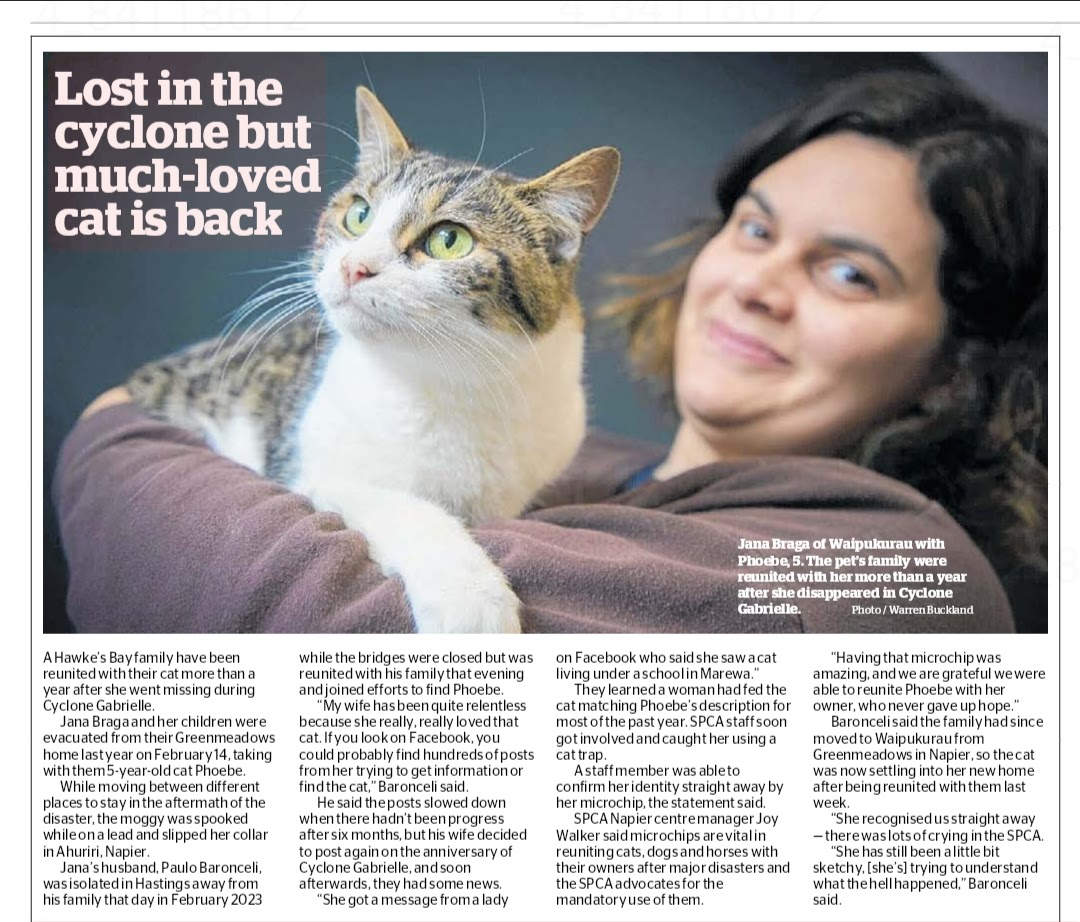 Lost in the
cyclone but
much-loved
cat is back
Jana Braga of Waipukurau with
Phoebe, 5. The pet's family were
reunited with her more than a year
after she disappeared in Cyclone
Gabrielle.
Photo / Warren Buckland
A Hawke's Bay family have been
reunited with their cat more than a
year after she went missing during
Cyclone Gabrielle.
Jana Braga and her children were
evacuated from their Greenmeadows
home last year on February 14, taking
with them 5-year-old cat Phoebe.
While moving between different
places to stay in the aftermath of the
disaster, the moggy was spooked
while on a lead and slipped her collar
in Ahuriri, Napier.
Jana's husband, Paulo Baronceli,
was isolated in Hastings away from
his family that day in February 2023
while the bridges were closed but was
reunited with his family that evening
and joined efforts to find Phoebe.
"My wife has been quite relentless
because she really, really loved that
cat. If you look on Facebook, you
could probably find hundreds of posts
from her trying to get information or
find the cat," Baronceli said.
He said the posts slowed down
when there hadn't been progress
after six months, but his wife decided
to post again on the anniversary of
Cyclone Gabrielle, and soon
afterwards, they had some news.
"She got a message from a lady
on Facebook who said she saw a cat
living under a school in Marewa."
They learned a woman had fed the
cat matching Phoebe's description for
most of the past year. SPCA staff soon
got involved and caught her using a
cat trap.
A staff member was able to
confirm her identity straight away by
her microchip, the statement said.
SPCA Napier centre manager Joy
Walker said microchips are vital in
reuniting cats, dogs and horses with
their owners after major disasters and
the SPCA advocates for the
mandatory use of them.
"Having that microchip was
amazing, and we are grateful we were
able to reunite Phoebe with her
owner, who never gave up hope."
Baronceli said the family had since
moved to Waipukurau from
Greenmeadows in Napier, so the cat
was now settling into her new home
after being reunited with them last
week.
"She recognised us straight away
– there was lots of crying in the SPCA.
"She has still been a little bit
sketchy, [she's] trying to understand
what the hell happened," Baronceli
said.